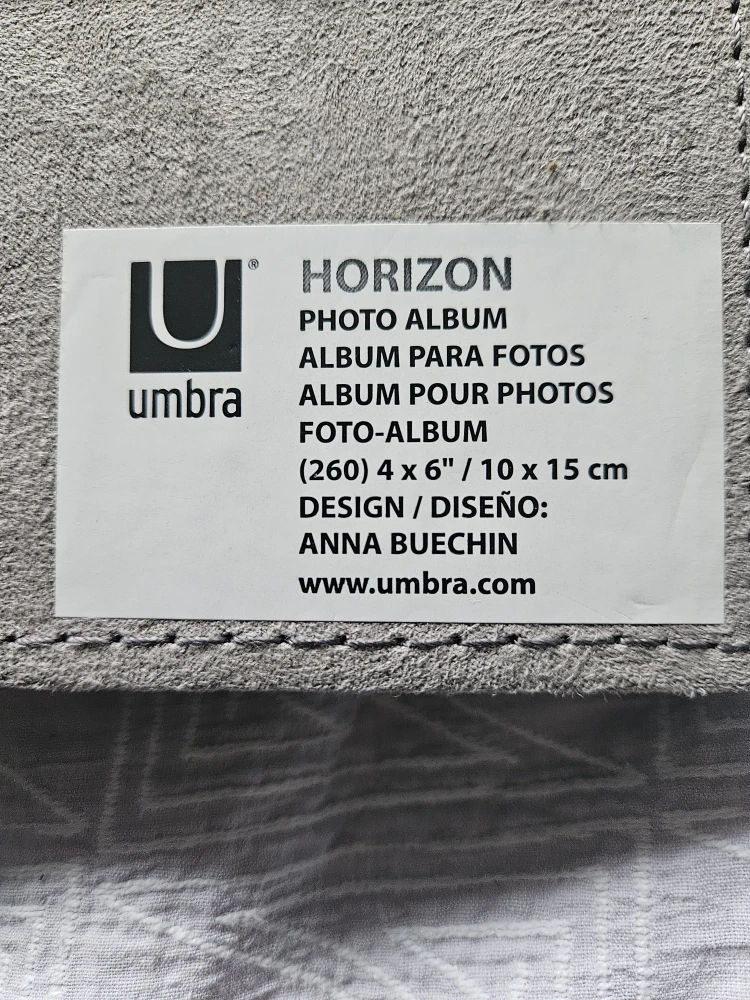 U®
umbra
HORIZON
PHOTO ALBUM
ALBUM PARA FOTOS
ALBUM POUR PHOTOS
FOTO-ALBUM
(260) 4 x 6" / 10 x 15 cm
DESIGN / DISEÑO:
ANNA BUECHIN
www.umbra.com